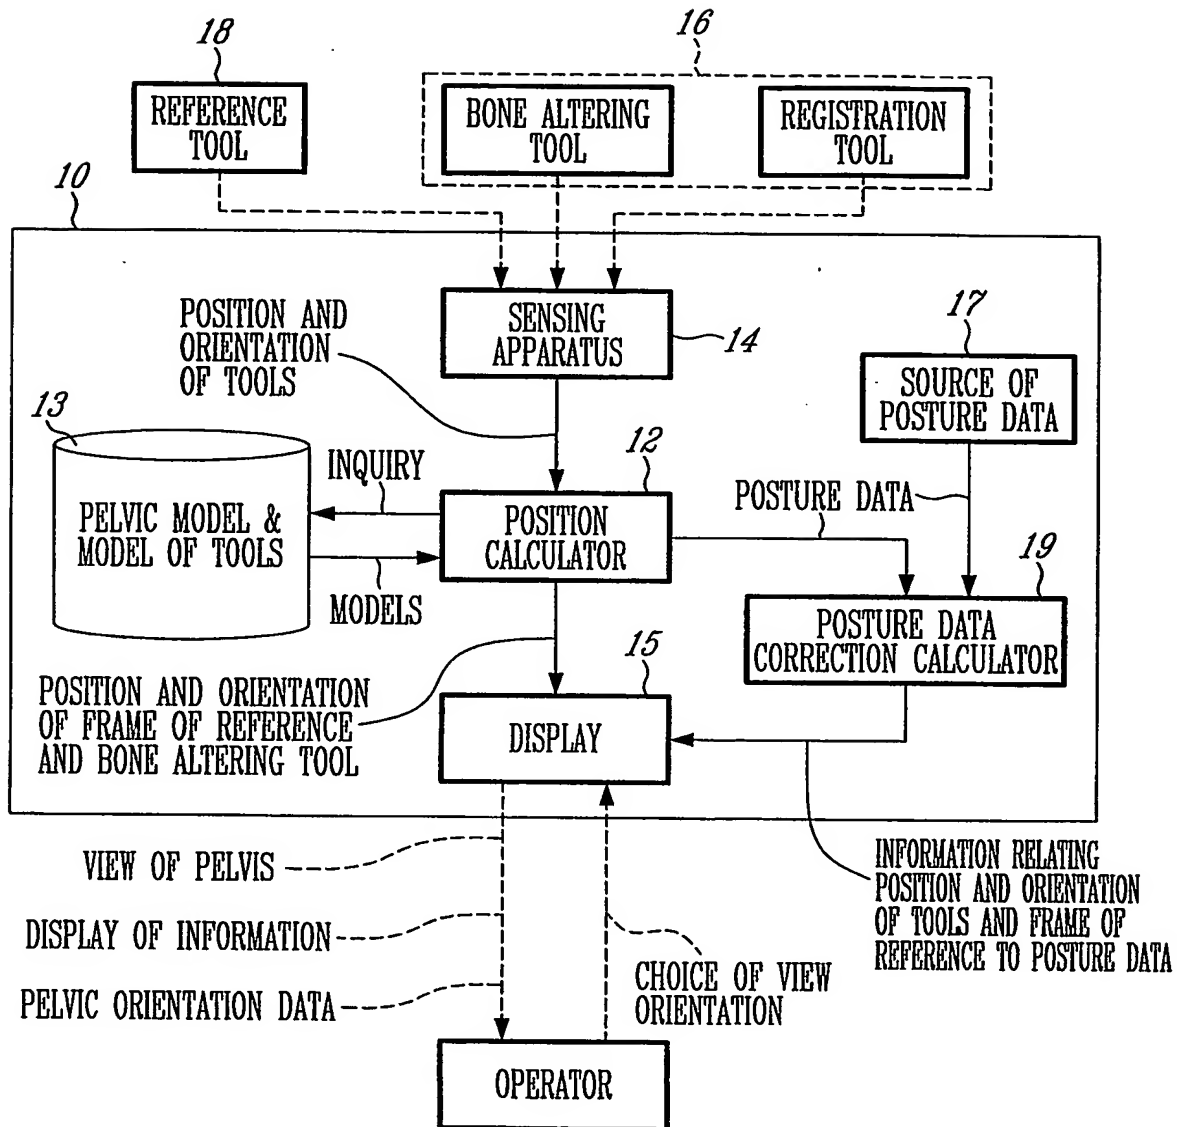 18
16
REFERENCE
TOOL
BONE ALTERING
TOOL
REGISTRATION
TOOL
10
POSITION AND
ORIENTATION
OF TOOLS
SENSING
APPARATUS
14
17
SOURCE OF
POSTURE DATA
13
PELVIC MODEL &
MODEL OF TOOLS
INQUIRY
MODELS
12
POSITION
CALCULATOR
POSTURE DATA
19
POSTURE DATA
CORRECTION CALCULATOR
POSITION AND ORIENTATION
OF FRAME OF REFERENCE
AND BONE ALTERING TOOL
15
DISPLAY
VIEW OF PELVIS
DISPLAY OF INFORMATION
PELVIC ORIENTATION DATA
CHOICE OF VIEW
ORIENTATION
INFORMATION RELATING
POSITION AND ORIENTATION
OF TOOLS AND FRAME OF
REFERENCE TO POSTURE DATA
OPERATOR